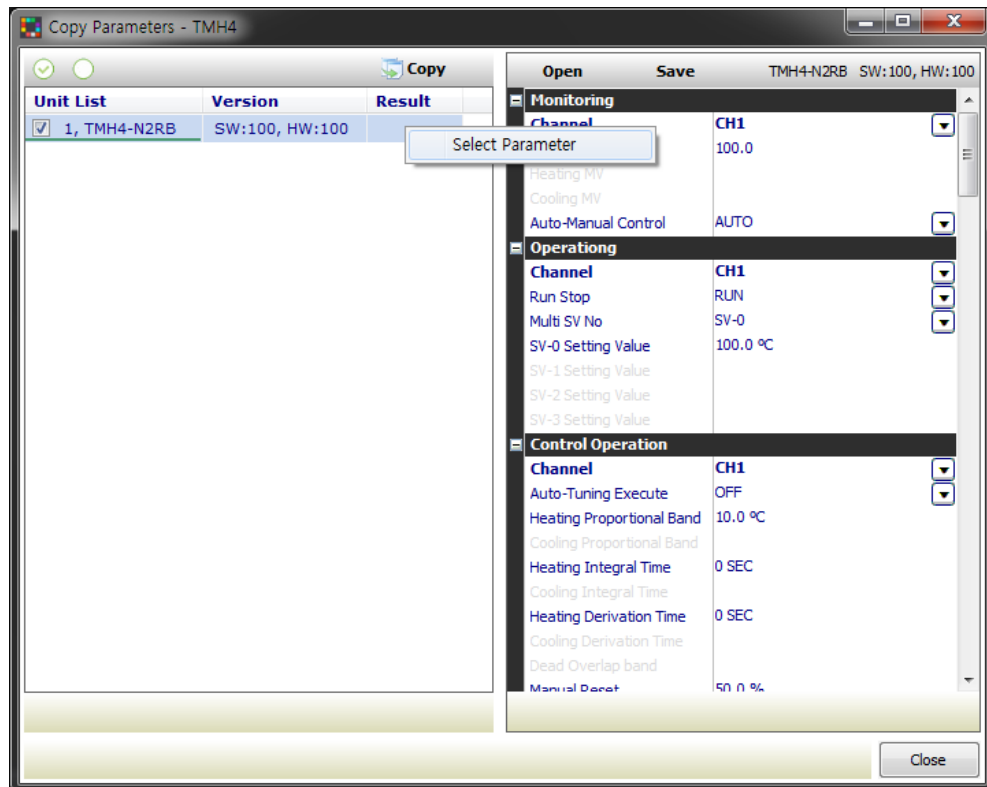 Copy Parameters - TMH4
Copy
Unit List Version Result
1, TMH4-N2RB SW:100, HW:100
Select Parameter
Open Save TMH4-N2RB SW:100, HW:100
Monitoring
Channel CH1
100.0
Heating MV
Cooling MV
Auto-Manual Control AUTO
Operationg
Channel CH1
Run Stop RUN
Multi SV No SV-0
SV-0 Setting Value 100.0 ºC
SV-1 Setting Value
SV-2 Setting Value
SV-3 Setting Value
Control Operation
Channel CH1
Auto-Tuning Execute OFF
Heating Proportional Band 10.0 ºC
Cooling Proportional Band
Heating Integral Time 0 SEC
Cooling Integral Time
Heating Derivation Time 0 SEC
Cooling Derivation Time
Dead Overlap band
Manual Reset 50.0 %
Close